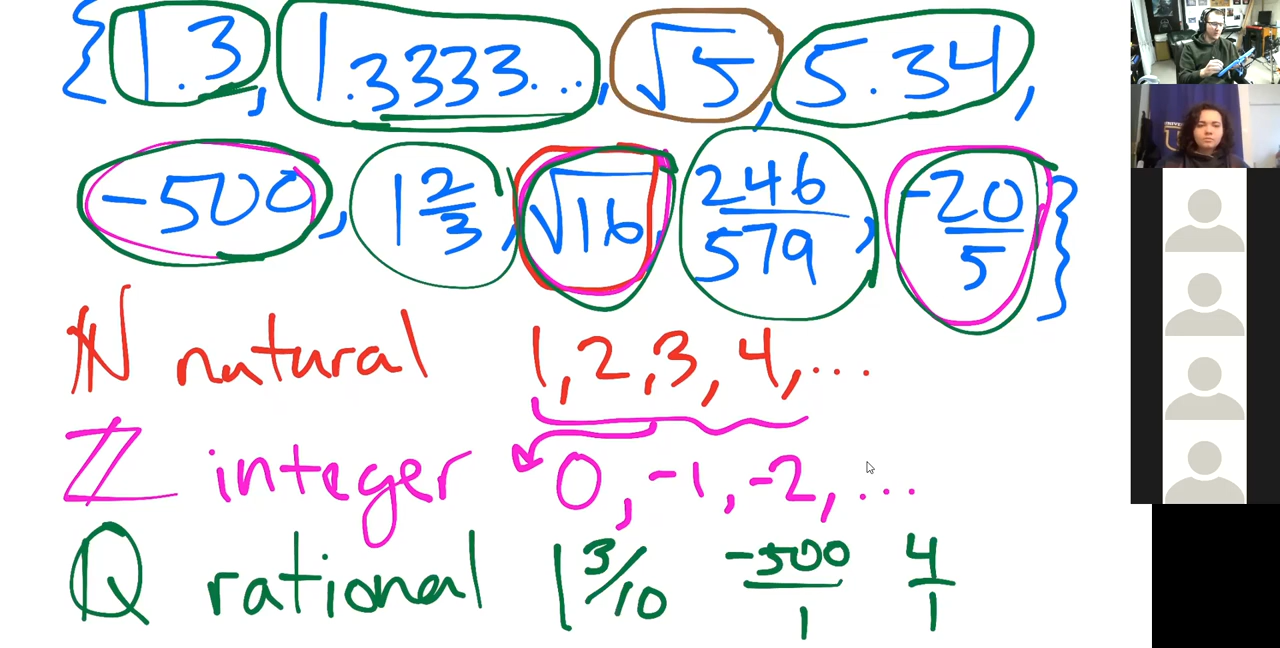 {1.3, 1.3333..., √5, 5.34,
-500, 1 2/3, √16, 246/579, -20/5}
ℕ natural 1, 2, 3, 4, ...
ℤ integer 0, -1, -2, ...
Q rational 1 3/10 -500/1 4/1